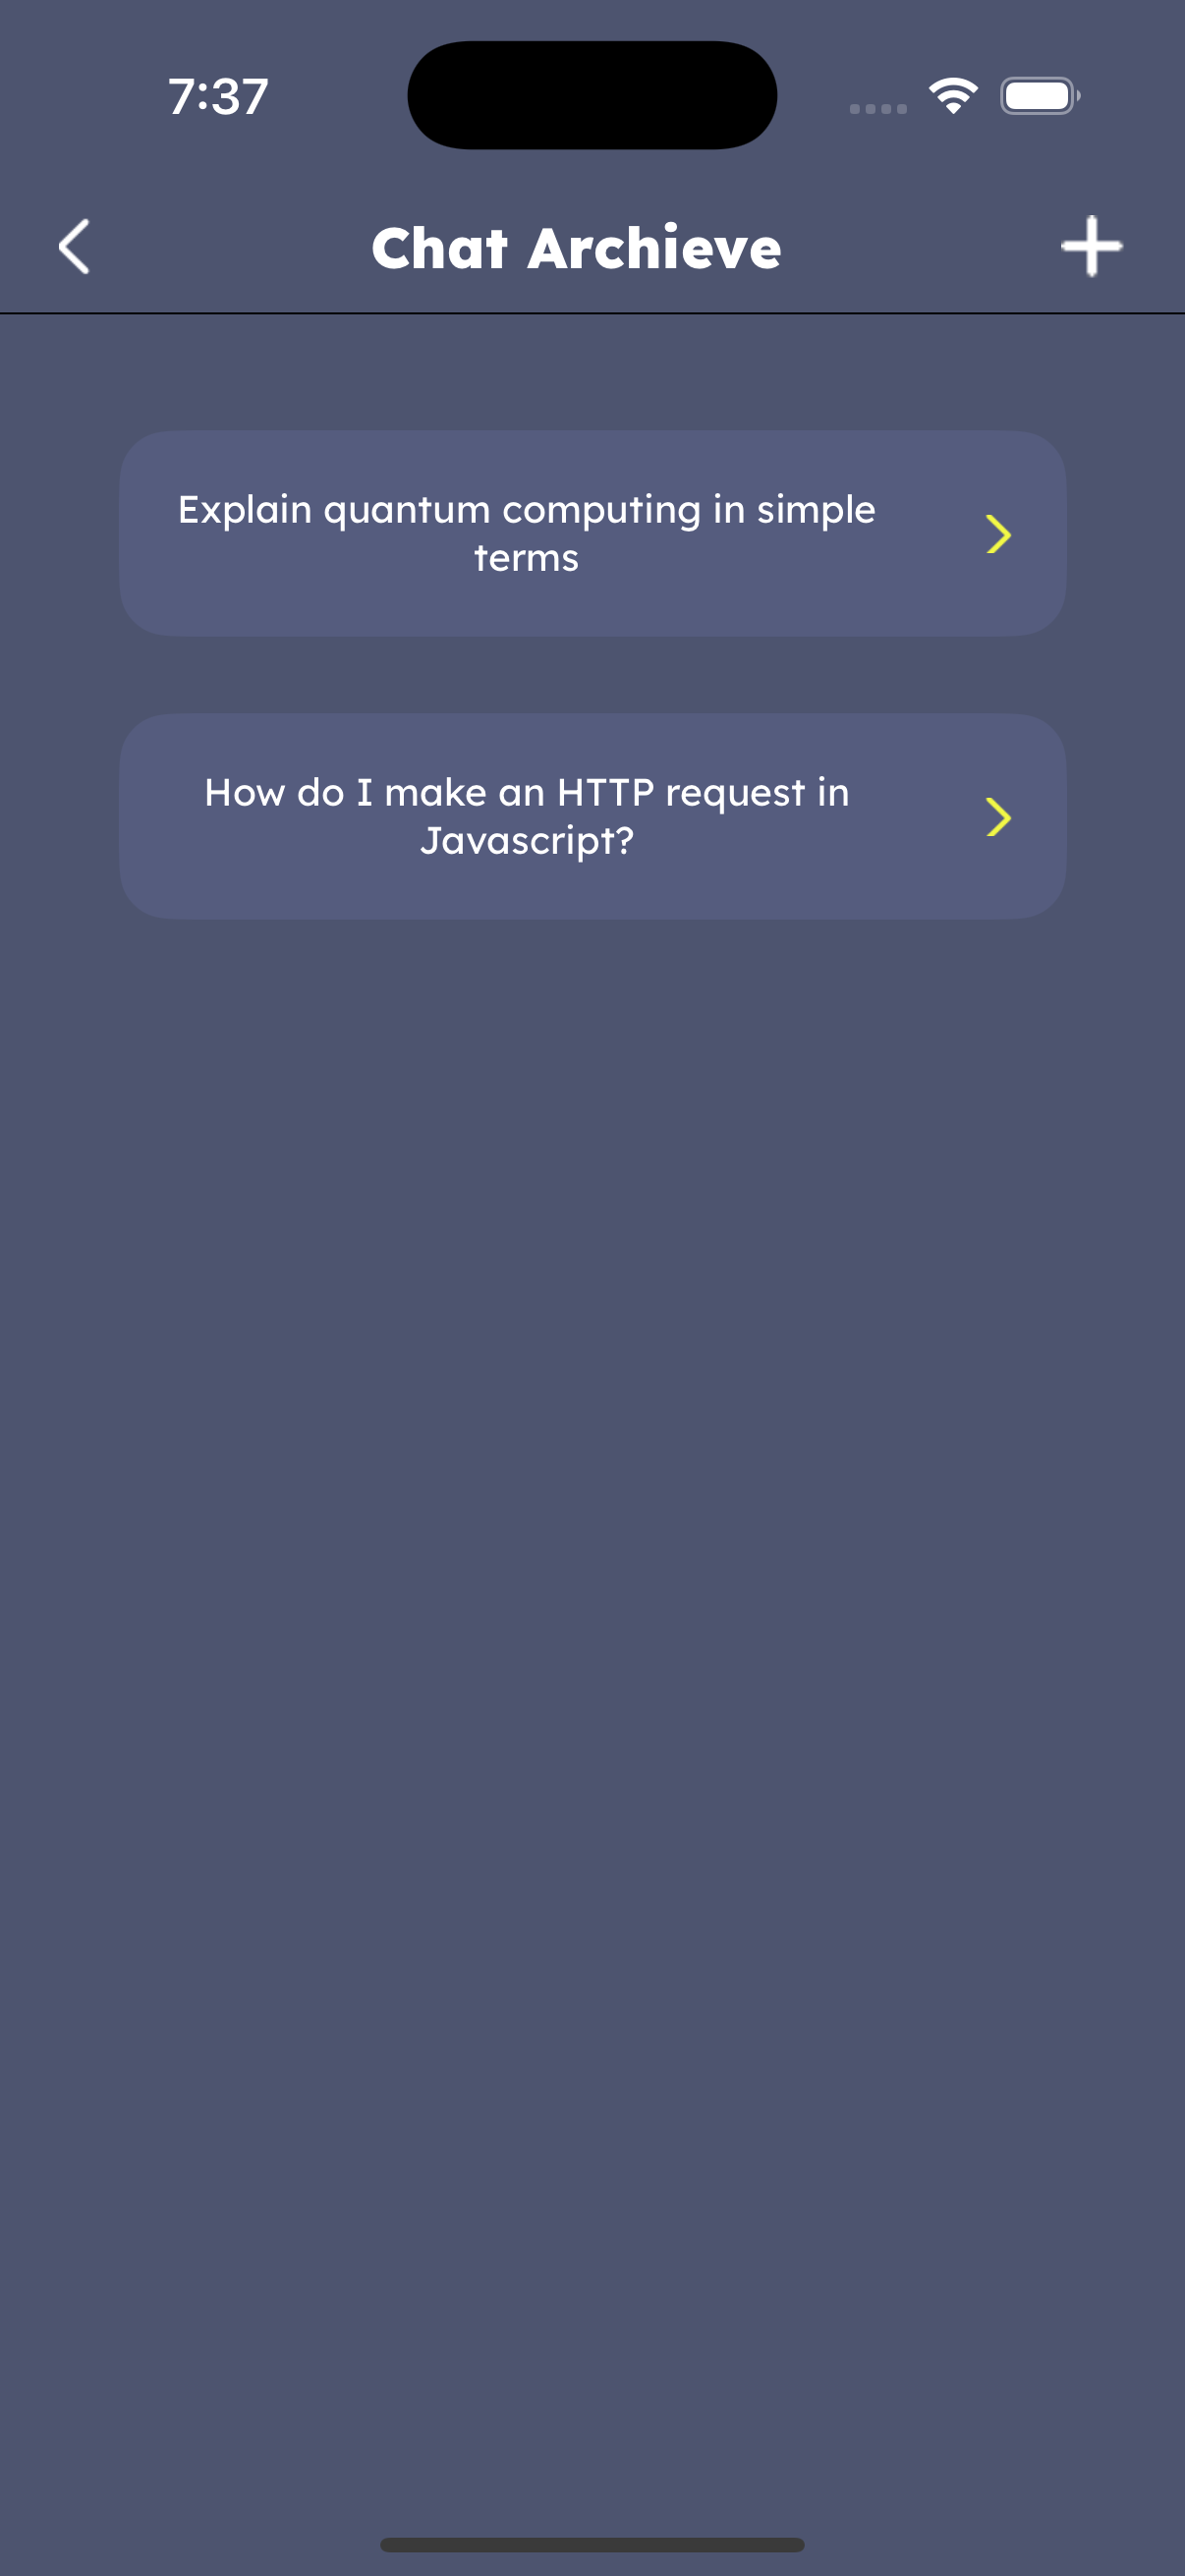 7:37
Chat Archieve
Explain quantum computing in simple
terms
How do I make an HTTP request in
Javascript?